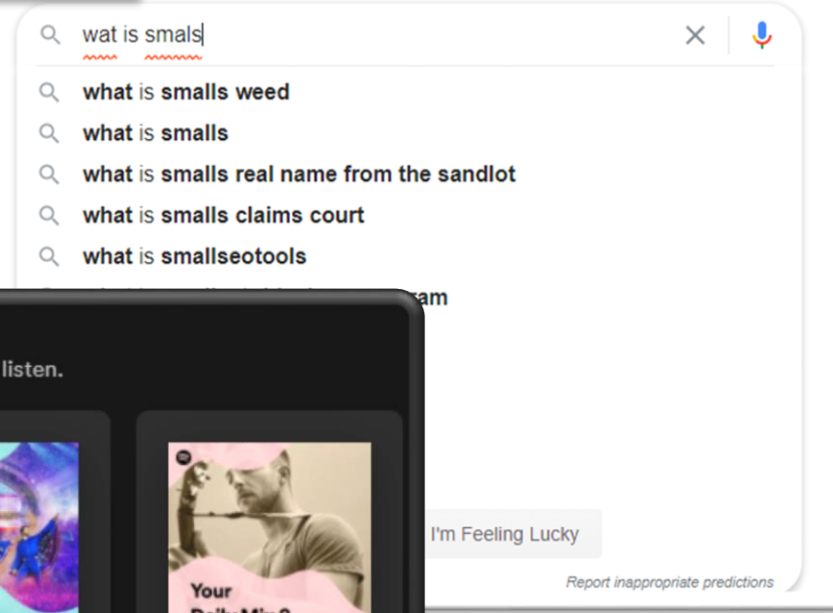 wat is smals
what is smalls weed
what is smalls
what is smalls real name from the sandlot
what is smalls claims court
what is smallseotools
listen.
Your
I'm Feeling Lucky
Report inappropriate predictions